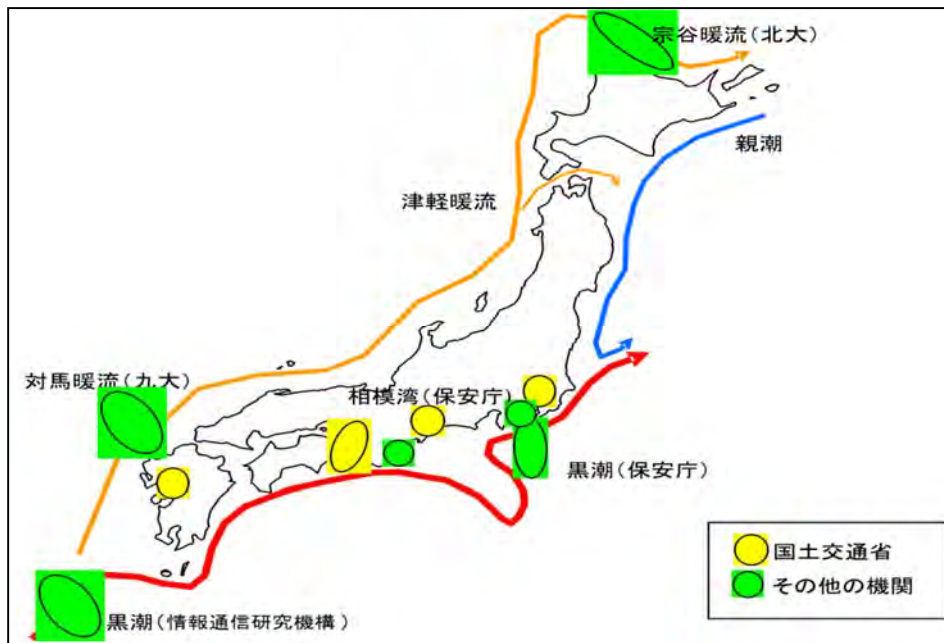 宗谷暖流(北大)
親潮
津軽暖流
対馬暖流(九大)
相模湾(保安庁)
黒潮(保安庁)
国土交通省
その他の機関
黒潮(情報通信研究機構)